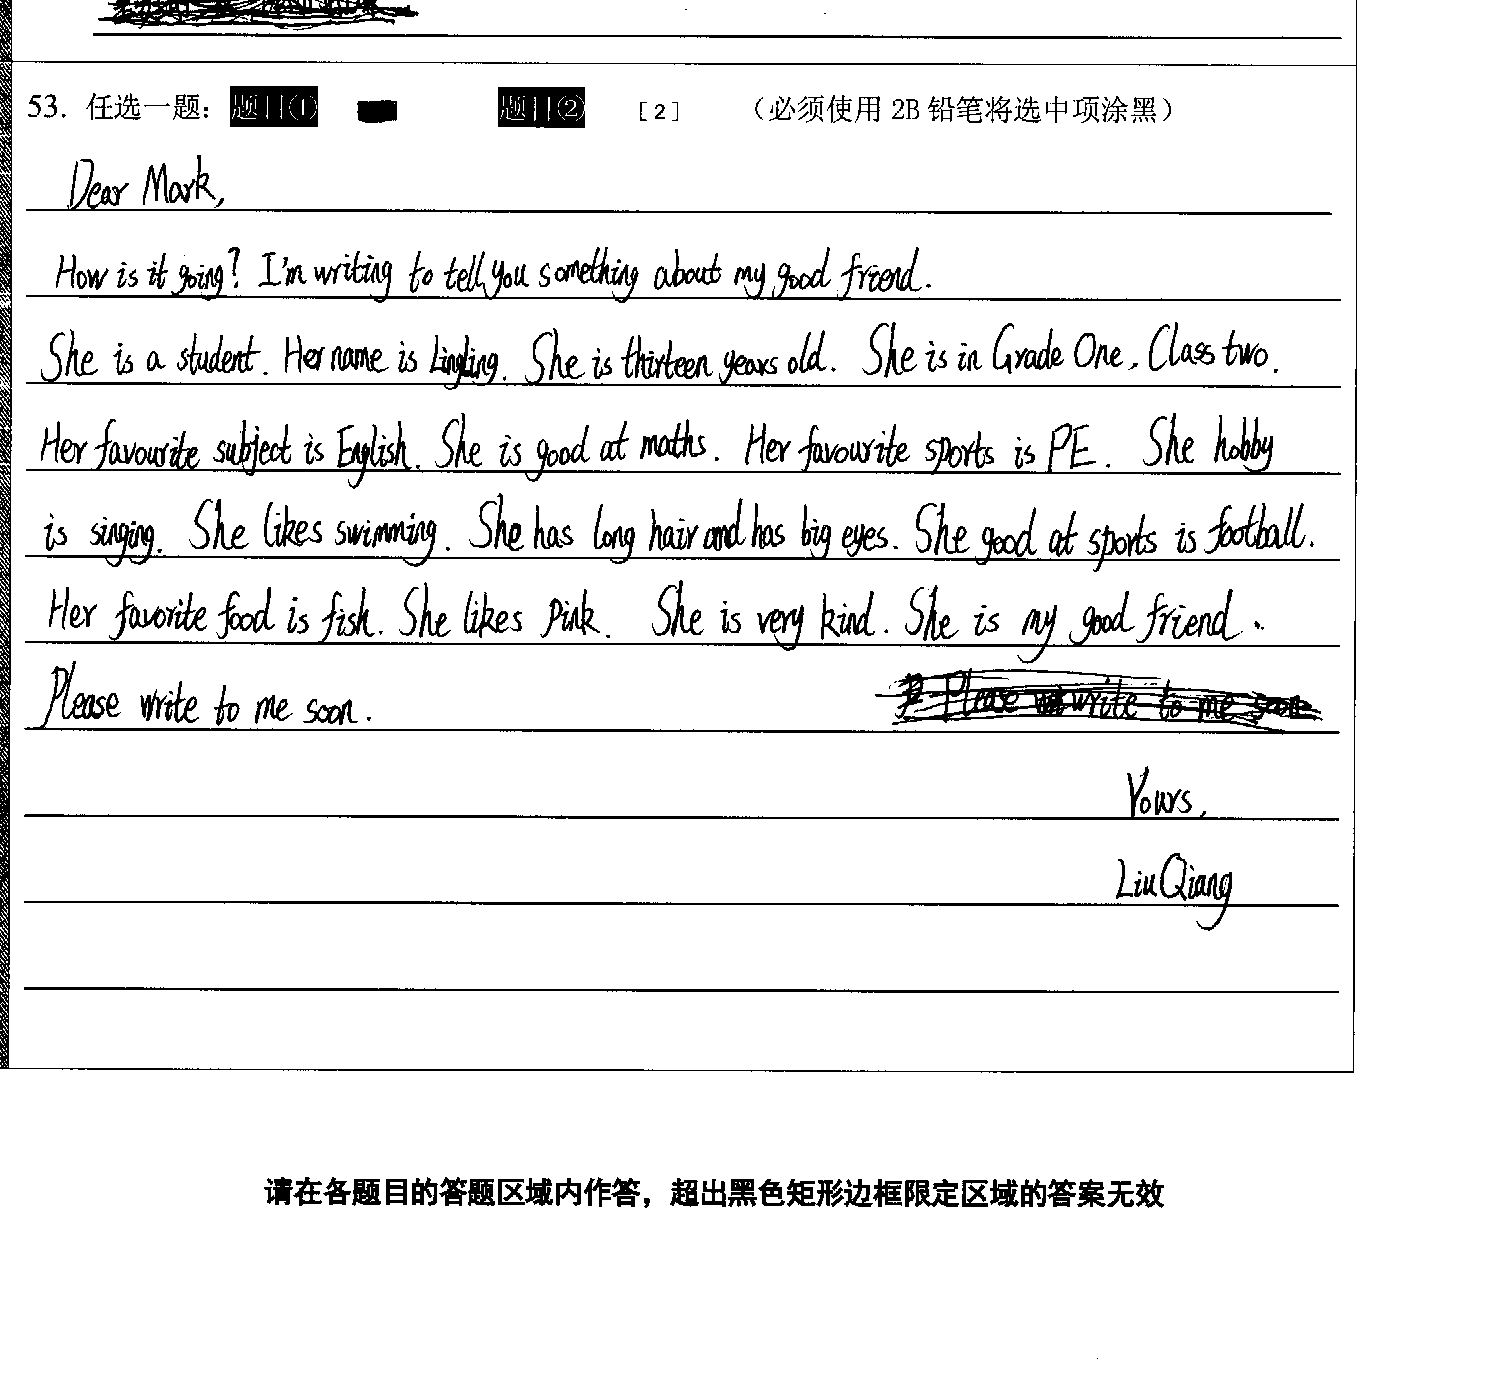 53. 任选一题: 题目① 题目② [2] (必须使用 2B 铅笔将选中项涂黑)
Dear Mark,
How is it going? I'm writing to tell you something about my good friend.
She is a student. Her name is Lingling. She is thirteen years old. She is in Grade One, Class two.
Her favourite subject is English. She is good at maths. Her favourite sports is PE. She hobby
is singing. She likes swimming. She has long hair and has big eyes. She good at sports is football.
Her favorite food is fish. She likes pink. She is very kind. She is my good friend.
Please write to me soon. Please write to me soon
Yours,
Liu Qiang
请在各题目的答题区域内作答，超出黑色矩形边框限定区域的答案无效